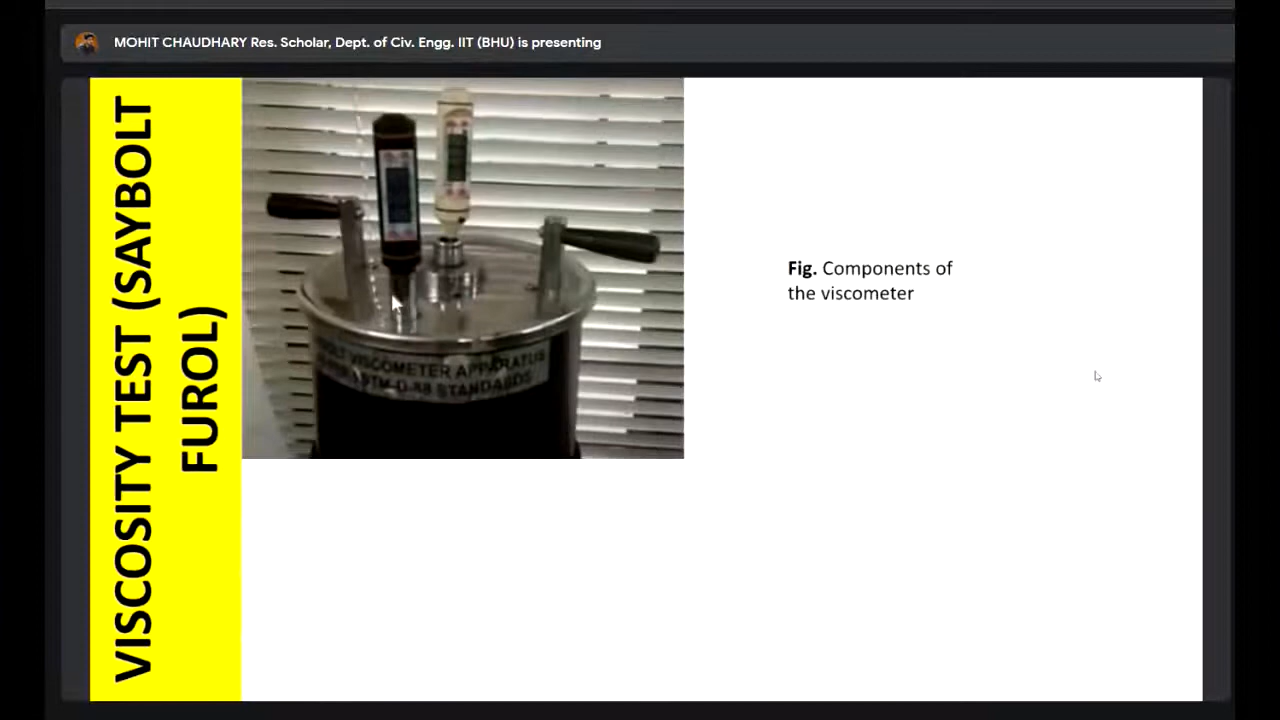 MOHIT CHAUDHARY Res. Scholar, Dept. of Civ. Engg. IIT (BHU) is presenting
VISCOSITY TEST (SAYBOLT
FUROL)
VISCOMETER APPARATUS
D-88 STANDARDS
Fig. Components of
the viscometer